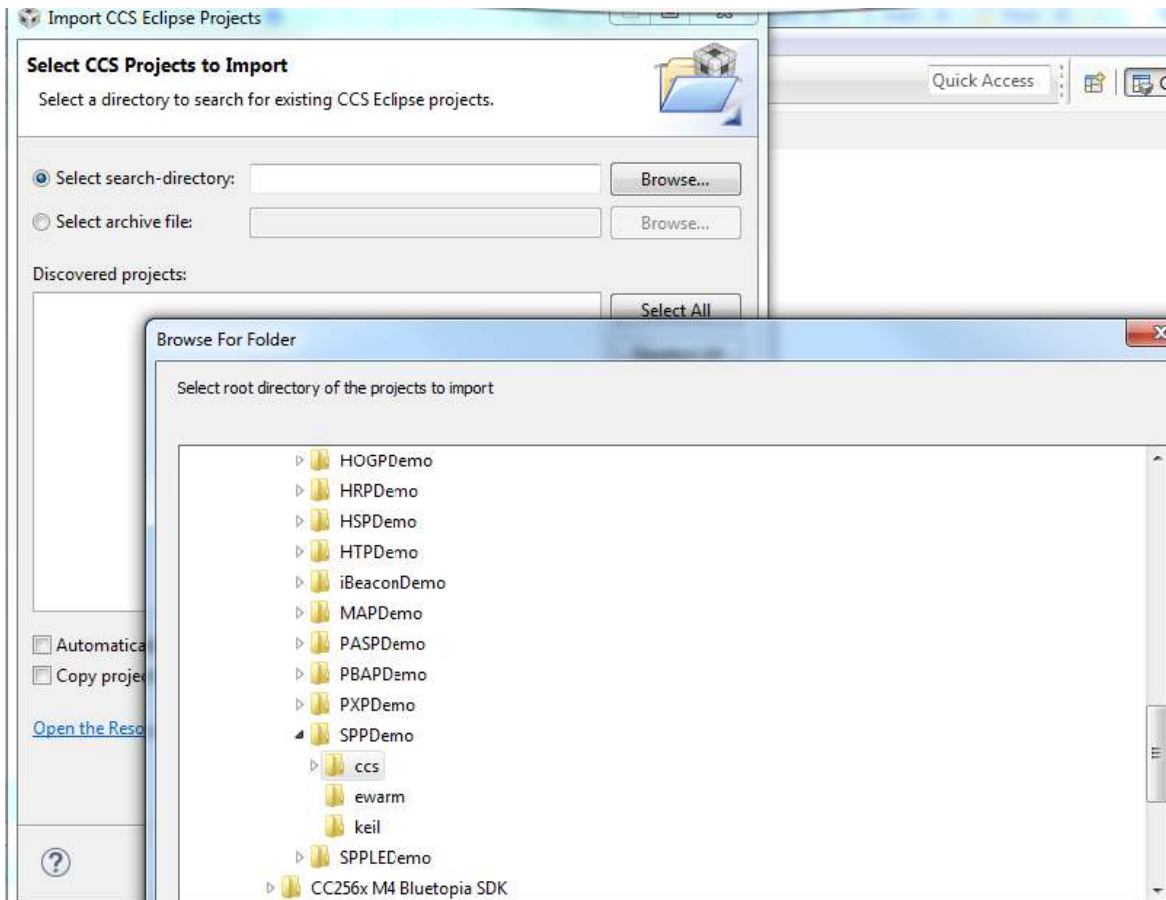 Import CCS Eclipse Projects
Select CCS Projects to Import
Select a directory to search for existing CCS Eclipse projects.
Quick Access
Select search-directory:
Browse...
Select archive file:
Browse...
Discovered projects:
Select All
Browse For Folder
Select root directory of the projects to import
HOGPDemo
HRPDemo
HSPDemo
HTPDemo
iBeaconDemo
MAPDemo
Automatica
PASPDemo
Copy projec
PBAPDemo
PXPDemo
Open the Reso
SPPDemo
ccs
ewarm
keil
SPPLEDemo
CC256x M4 Bluetopia SDK